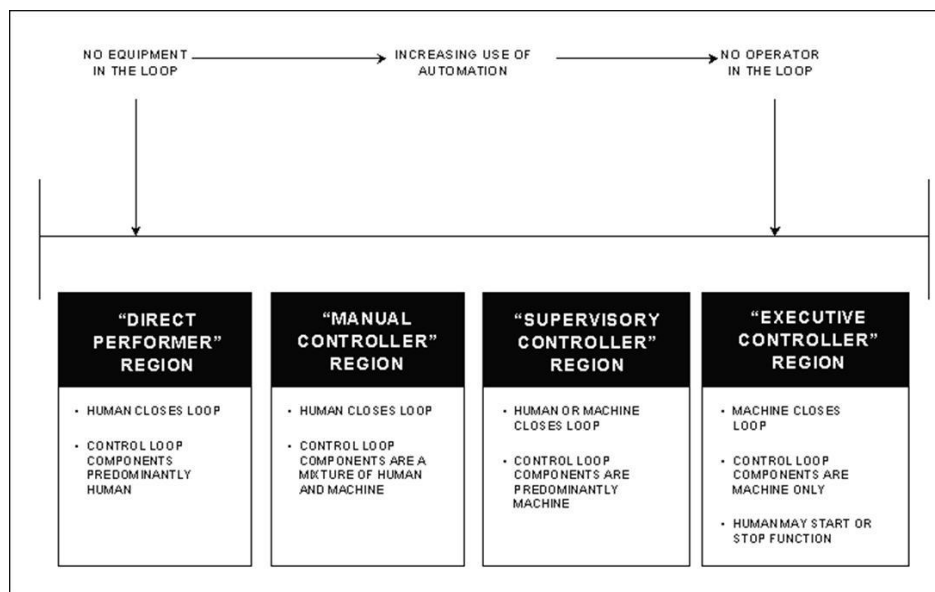 NO EQUIPMENT
IN THE LOOP
INCREASING USE OF
AUTOMATION
NO OPERATOR
IN THE LOOP
“DIRECT
PERFORMER”
REGION
• HUMAN CLOSES LOOP
• CONTROL LOOP
COMPONENTS
PREDOMINANTLY
HUMAN
“MANUAL
CONTROLLER”
REGION
• HUMAN CLOSES LOOP
• CONTROL LOOP
COMPONENTS ARE A
MIXTURE OF HUMAN
AND MACHINE
“SUPERVISORY
CONTROLLER”
REGION
• HUMAN OR MACHINE
CLOSES LOOP
• CONTROL LOOP
COMPONENTS ARE
PREDOMINANTLY
MACHINE
“EXECUTIVE
CONTROLLER”
REGION
• MACHINE CLOSES
LOOP
• CONTROL LOOP
COMPONENTS ARE
MACHINE ONLY
• HUMAN MAY START OR
STOP FUNCTION